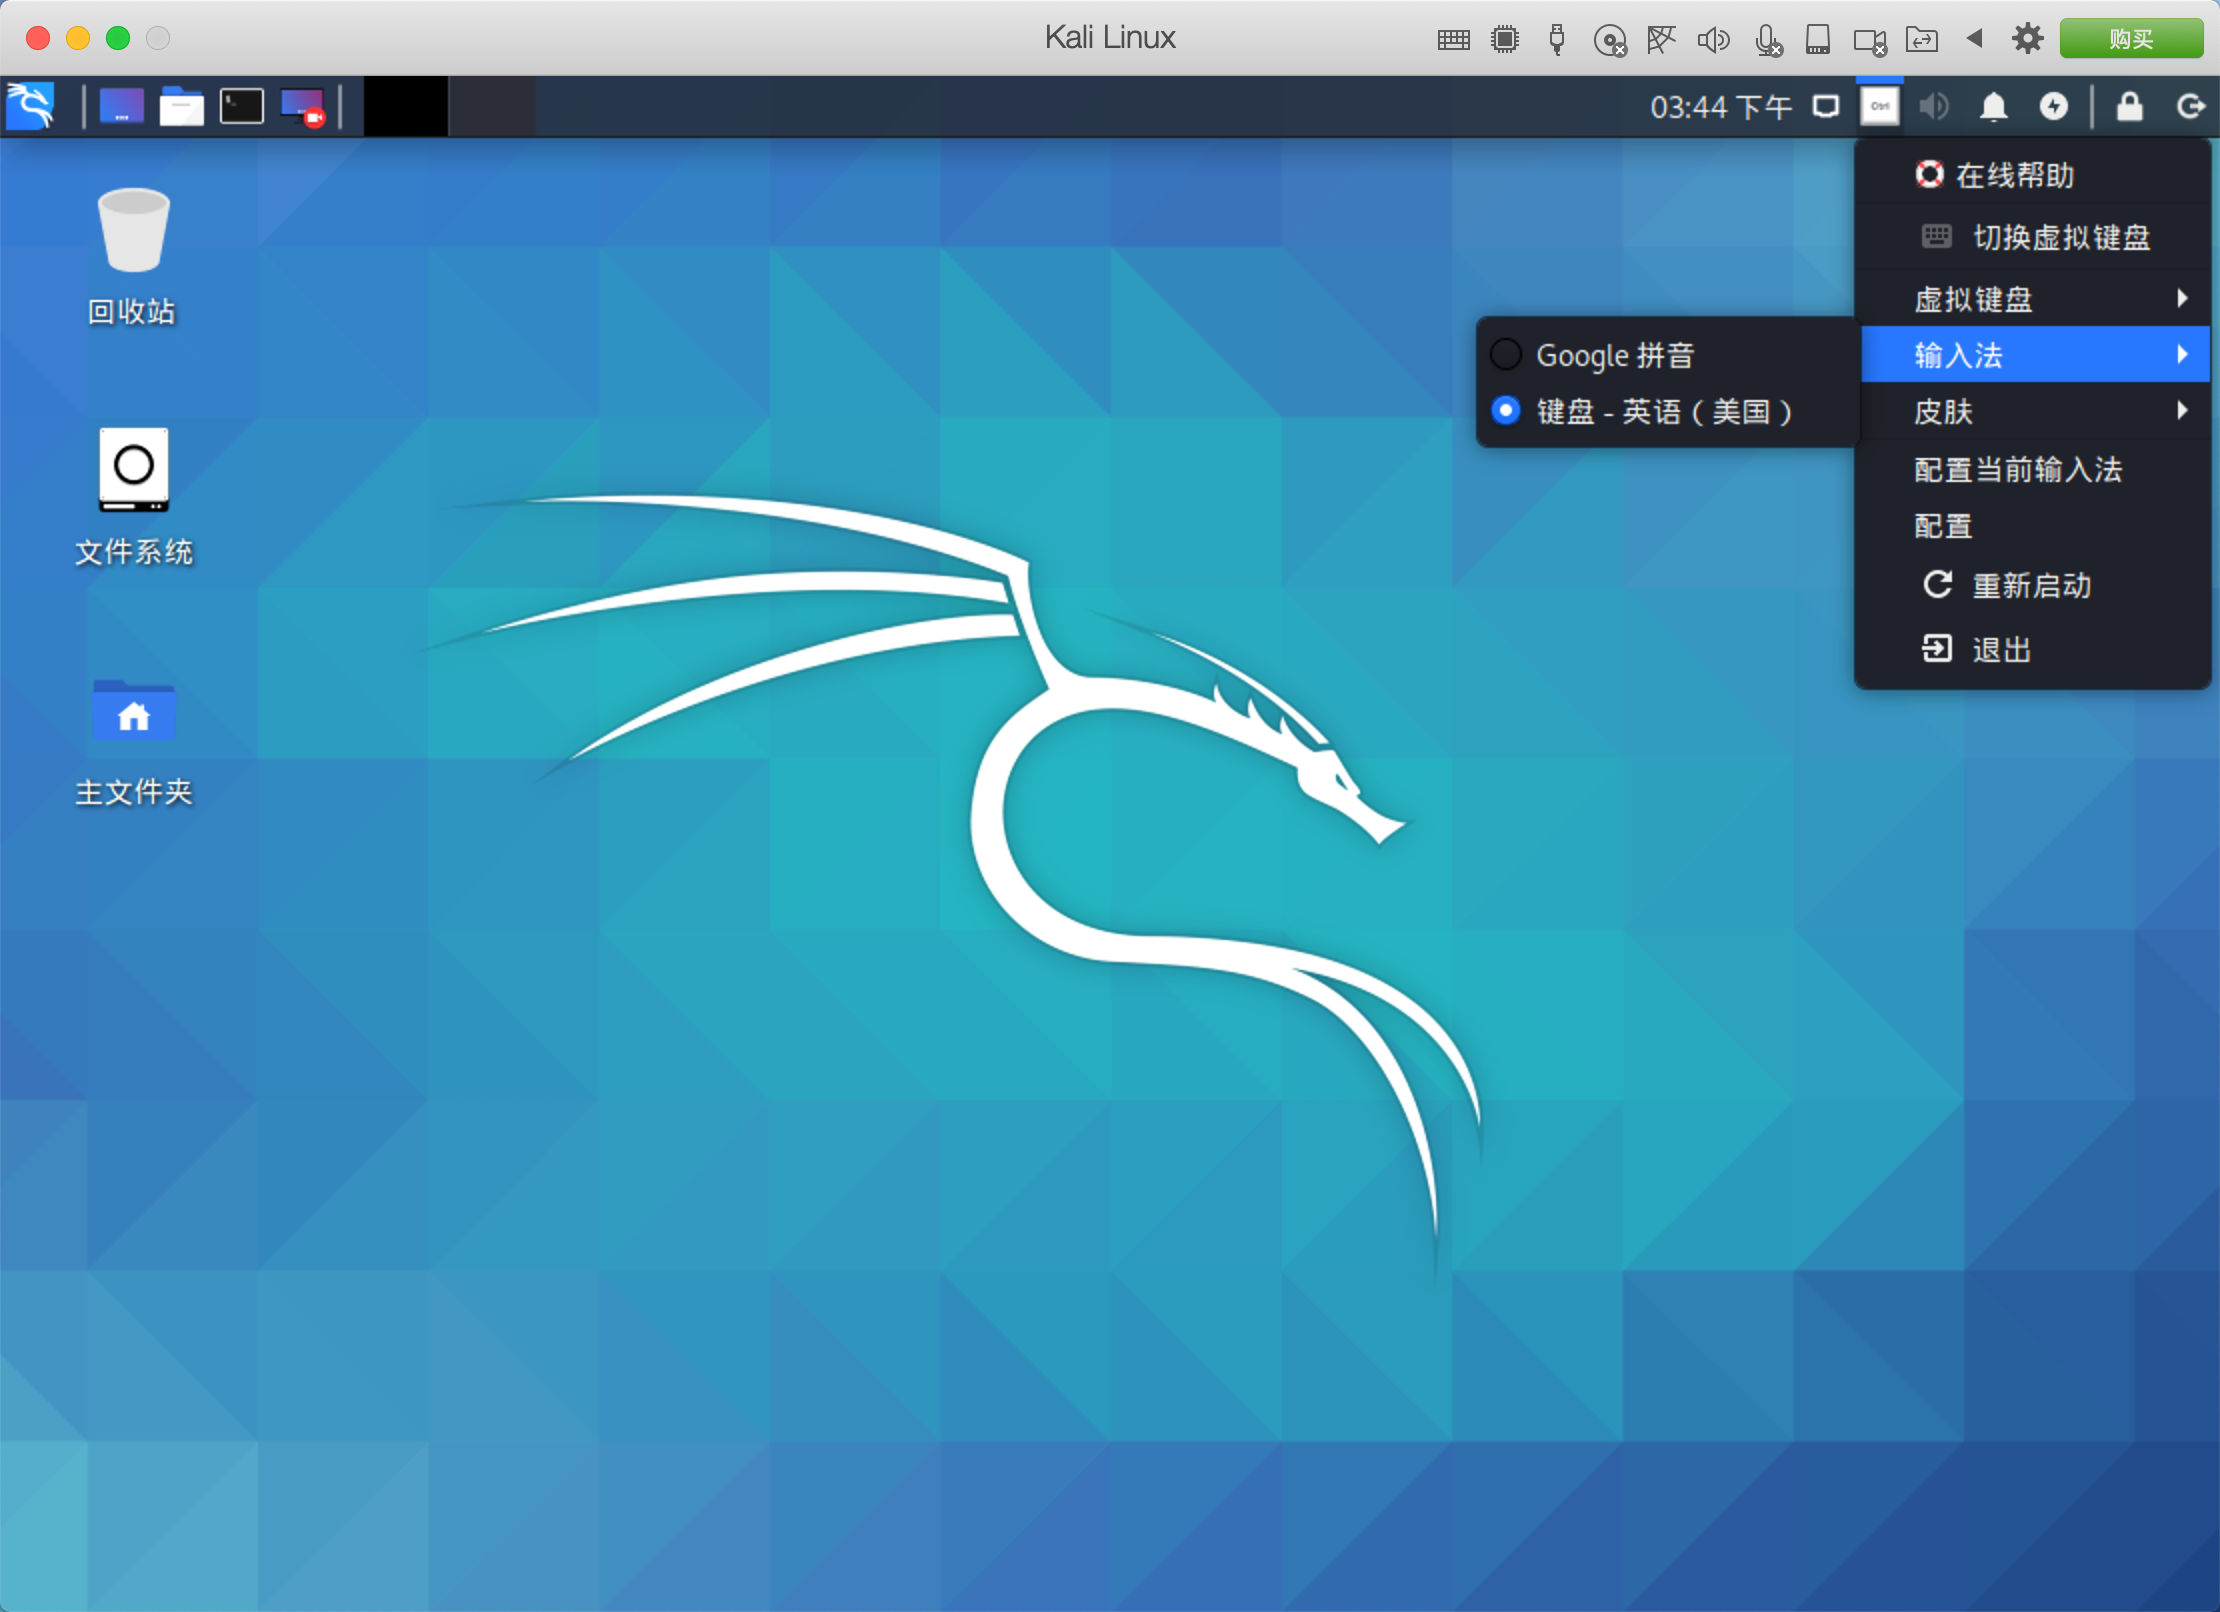 Kali Linux
购买
03:44 下午
Ctrl
在线帮助
切换虚拟键盘
虚拟键盘
输入法
皮肤
配置当前输入法
配置
重新启动
退出
Google 拼音
键盘 - 英语（美国）
回收站
文件系统
主文件夹